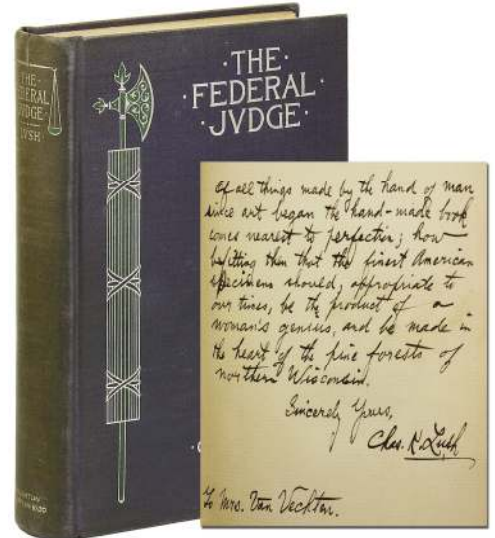 THE
FEDERAL
JVDGE
LVSH
·THE·
·FEDERAL·
·JVDGE·
Of all things made by the hand of man
since art began the hand-made book
comes nearest to perfection; how
befitting then that the finest American
specimens should, appropriate to
our times, be the product of a
woman's genius, and be made in
the heart of the pine forests of
northern Wisconsin.
Sincerely Yours,
Chas. K. Lush
To Mrs. Van Vechten.